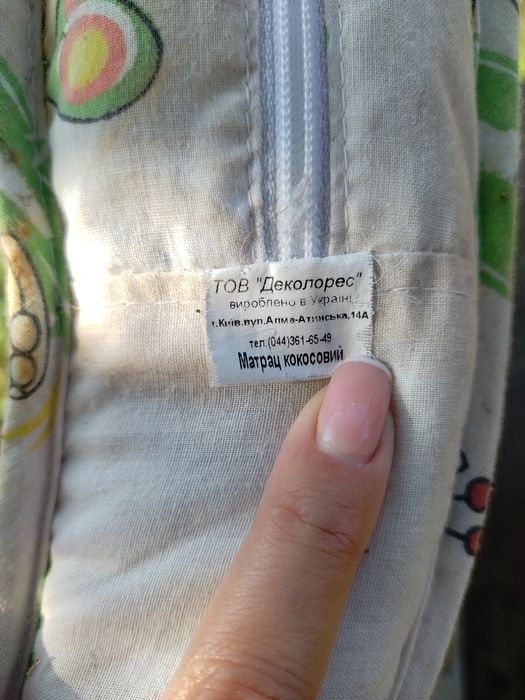 ТОВ "Деколорес"
вироблено в Україні
м.Київ.вул.Алма-Атинська,14А
тел.(044)361-65-49
Матрац кокосовий